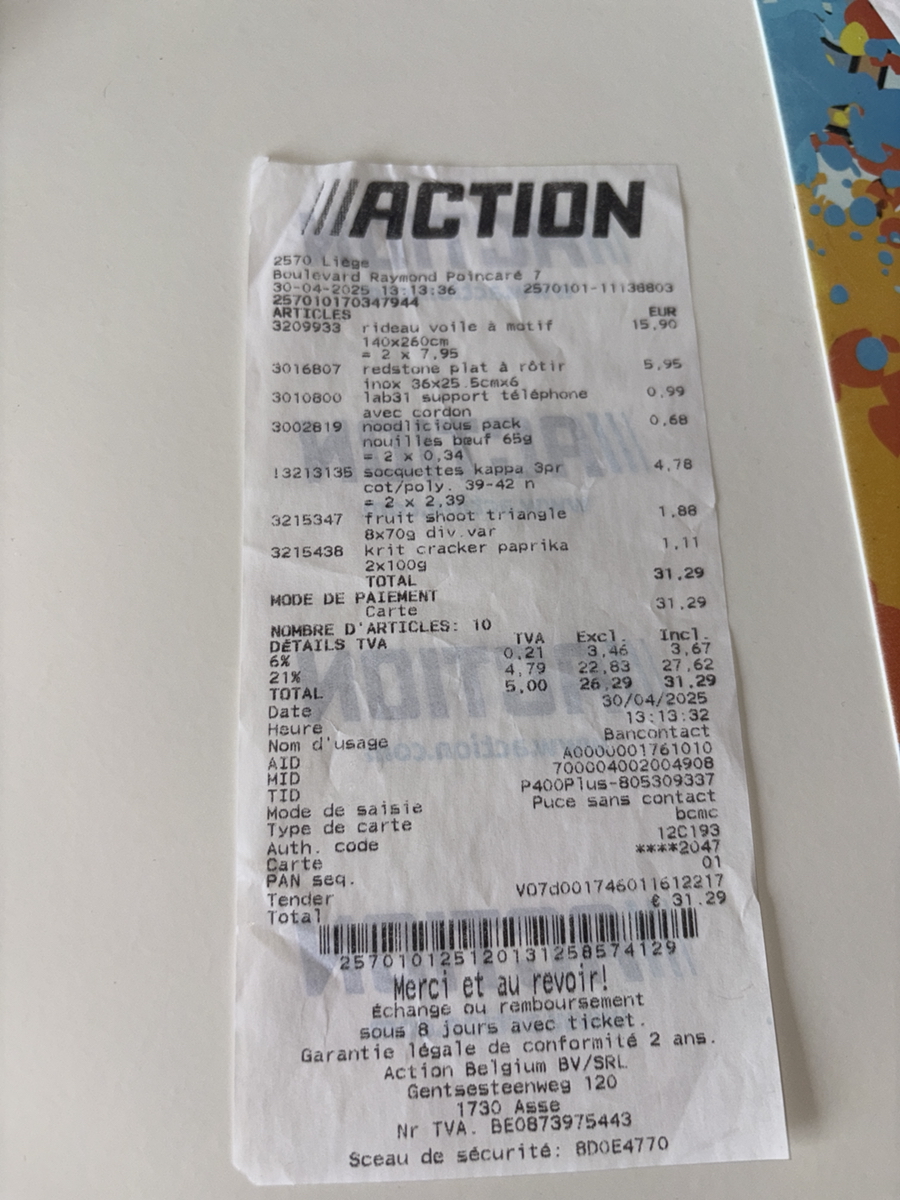 ACTION
2570 Liège
Boulevard Raymond Poincaré 7
30-04-2025 13:13:36 2570101-11138803
257010170347944
ARTICLES EUR
3209933 rideau voile à motif 15,90
140x260cm
= 2 x 7,95
3016807 redstone plat à rôtir 5,95
inox 36x25.5cmx6
3010800 lab31 support téléphone 0,99
avec cordon
3002819 noodlicious pack 0,68
nouilles bœuf 65g
= 2 x 0,34
!3213135 socquettes kappa 3pr 4,78
cot/poly. 39-42 n
= 2 x 2,39
3215347 fruit shoot triangle 1,88
8x70g div.var
3215438 krit cracker paprika 1,11
2x100g
TOTAL 31,29
MODE DE PAIEMENT
Carte 31,29
NOMBRE D'ARTICLES: 10
DÉTAILS TVA TVA Excl. Incl.
6% 0,21 3,46 3,67
21% 4,79 22,83 27,62
TOTAL 5,00 26,29 31,29
Date 30/04/2025
Heure 13:13:32
Nom d'usage Bancontact
AID A0000001761010
MID 700004002004908
TID P400Plus-805309337
Mode de saisie Puce sans contact
Type de carte bcmc
Auth. code 12C193
Carte ****2047
PAN seq. 01
Tender V07d001746011612217
Total € 31.29
2570101251201312585 74129
Merci et au revoir!
Échange ou remboursement
sous 8 jours avec ticket.
Garantie légale de conformité 2 ans.
Action Belgium BV/SRL
Gentsesteenweg 120
1730 Asse
Nr TVA. BE0873975443
Sceau de sécurité: 8D0E4770